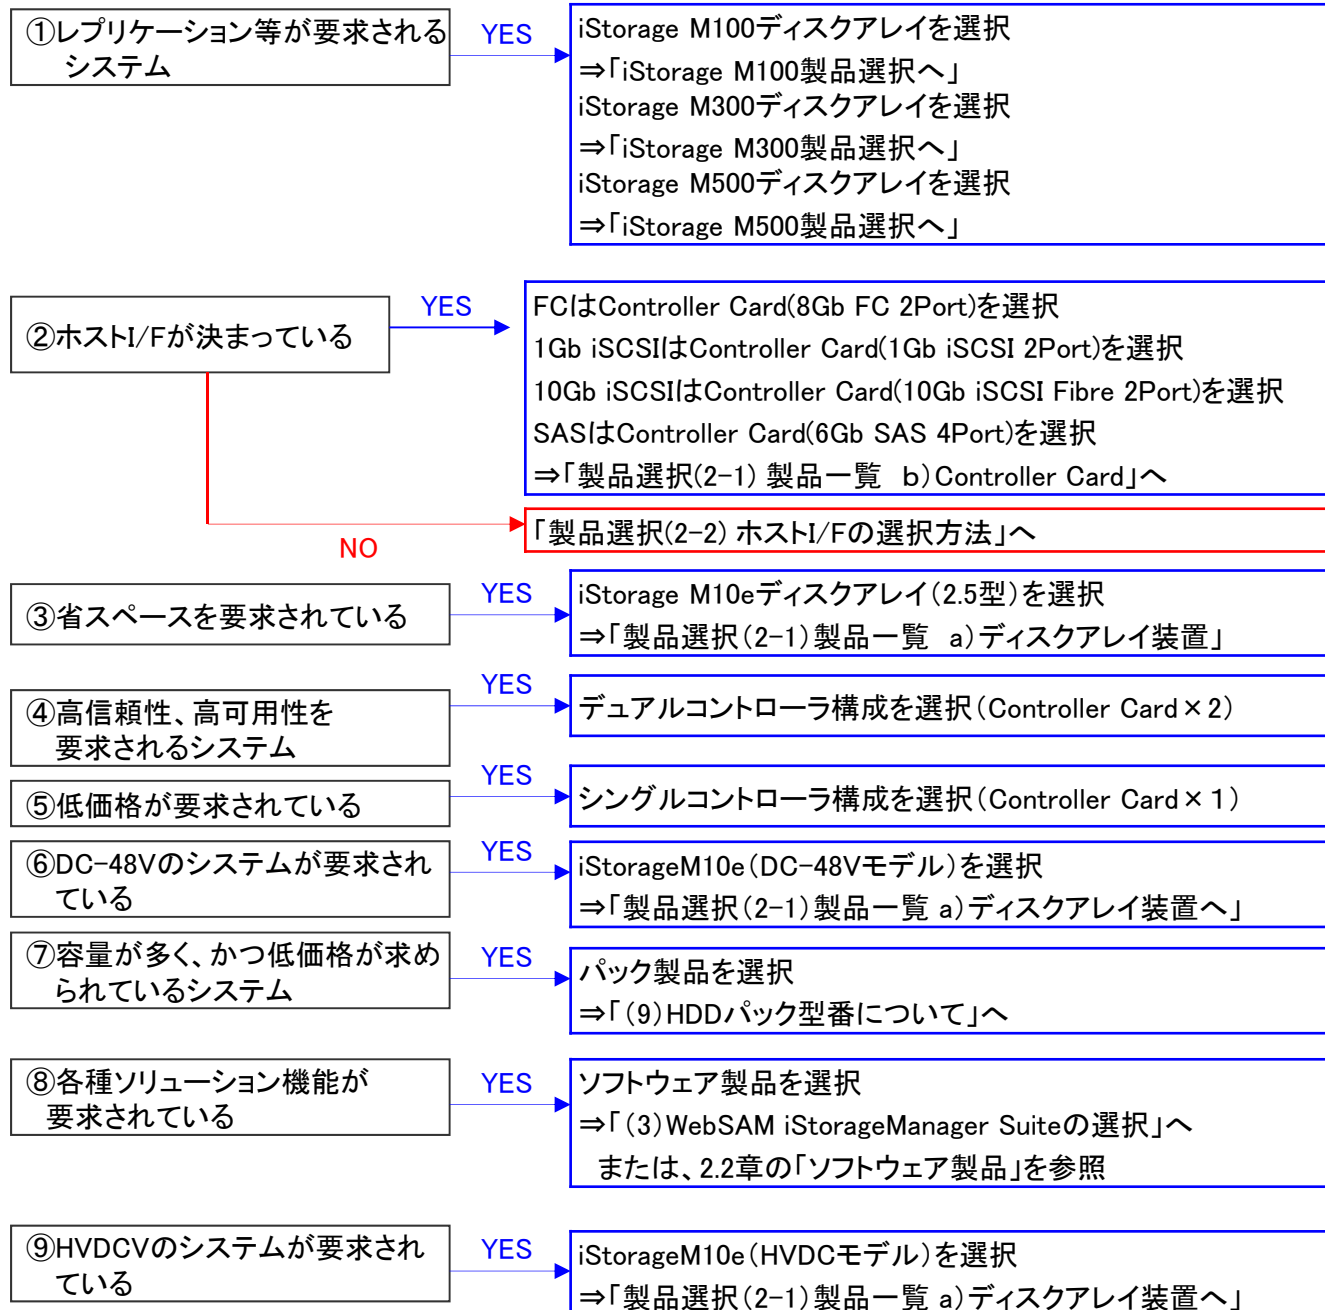 ①レプリケーション等が要求される
システム
YES
iStorage M100ディスクアレイを選択
⇒「iStorage M100製品選択へ」
iStorage M300ディスクアレイを選択
⇒「iStorage M300製品選択へ」
iStorage M500ディスクアレイを選択
⇒「iStorage M500製品選択へ」
②ホストI/Fが決まっている
YES
FCはController Card(8Gb FC 2Port)を選択
1Gb iSCSIはController Card(1Gb iSCSI 2Port)を選択
10Gb iSCSIはController Card(10Gb iSCSI Fibre 2Port)を選択
SASはController Card(6Gb SAS 4Port)を選択
⇒「製品選択(2-1) 製品一覧 b)Controller Card」へ
NO
「製品選択(2-2) ホストI/Fの選択方法」へ
③省スペースを要求されている
YES
iStorage M10eディスクアレイ(2.5型)を選択
⇒「製品選択(2-1)製品一覧 a)ディスクアレイ装置」
④高信頼性、高可用性を
要求されるシステム
YES
デュアルコントローラ構成を選択(Controller Card×2)
⑤低価格が要求されている
YES
シングルコントローラ構成を選択(Controller Card×1)
⑥DC-48Vのシステムが要求され
ている
YES
iStorageM10e(DC-48Vモデル)を選択
⇒「製品選択(2-1)製品一覧 a)ディスクアレイ装置へ」
⑦容量が多く、かつ低価格が求め
られているシステム
YES
パック製品を選択
⇒「(9)HDDパック型番について」へ
⑧各種ソリューション機能が
要求されている
YES
ソフトウェア製品を選択
⇒「(3)WebSAM iStorageManager Suiteの選択」へ
または、2.2章の「ソフトウェア製品」を参照
⑨HVDCVのシステムが要求され
ている
YES
iStorageM10e(HVDCモデル)を選択
⇒「製品選択(2-1)製品一覧 a)ディスクアレイ装置へ」